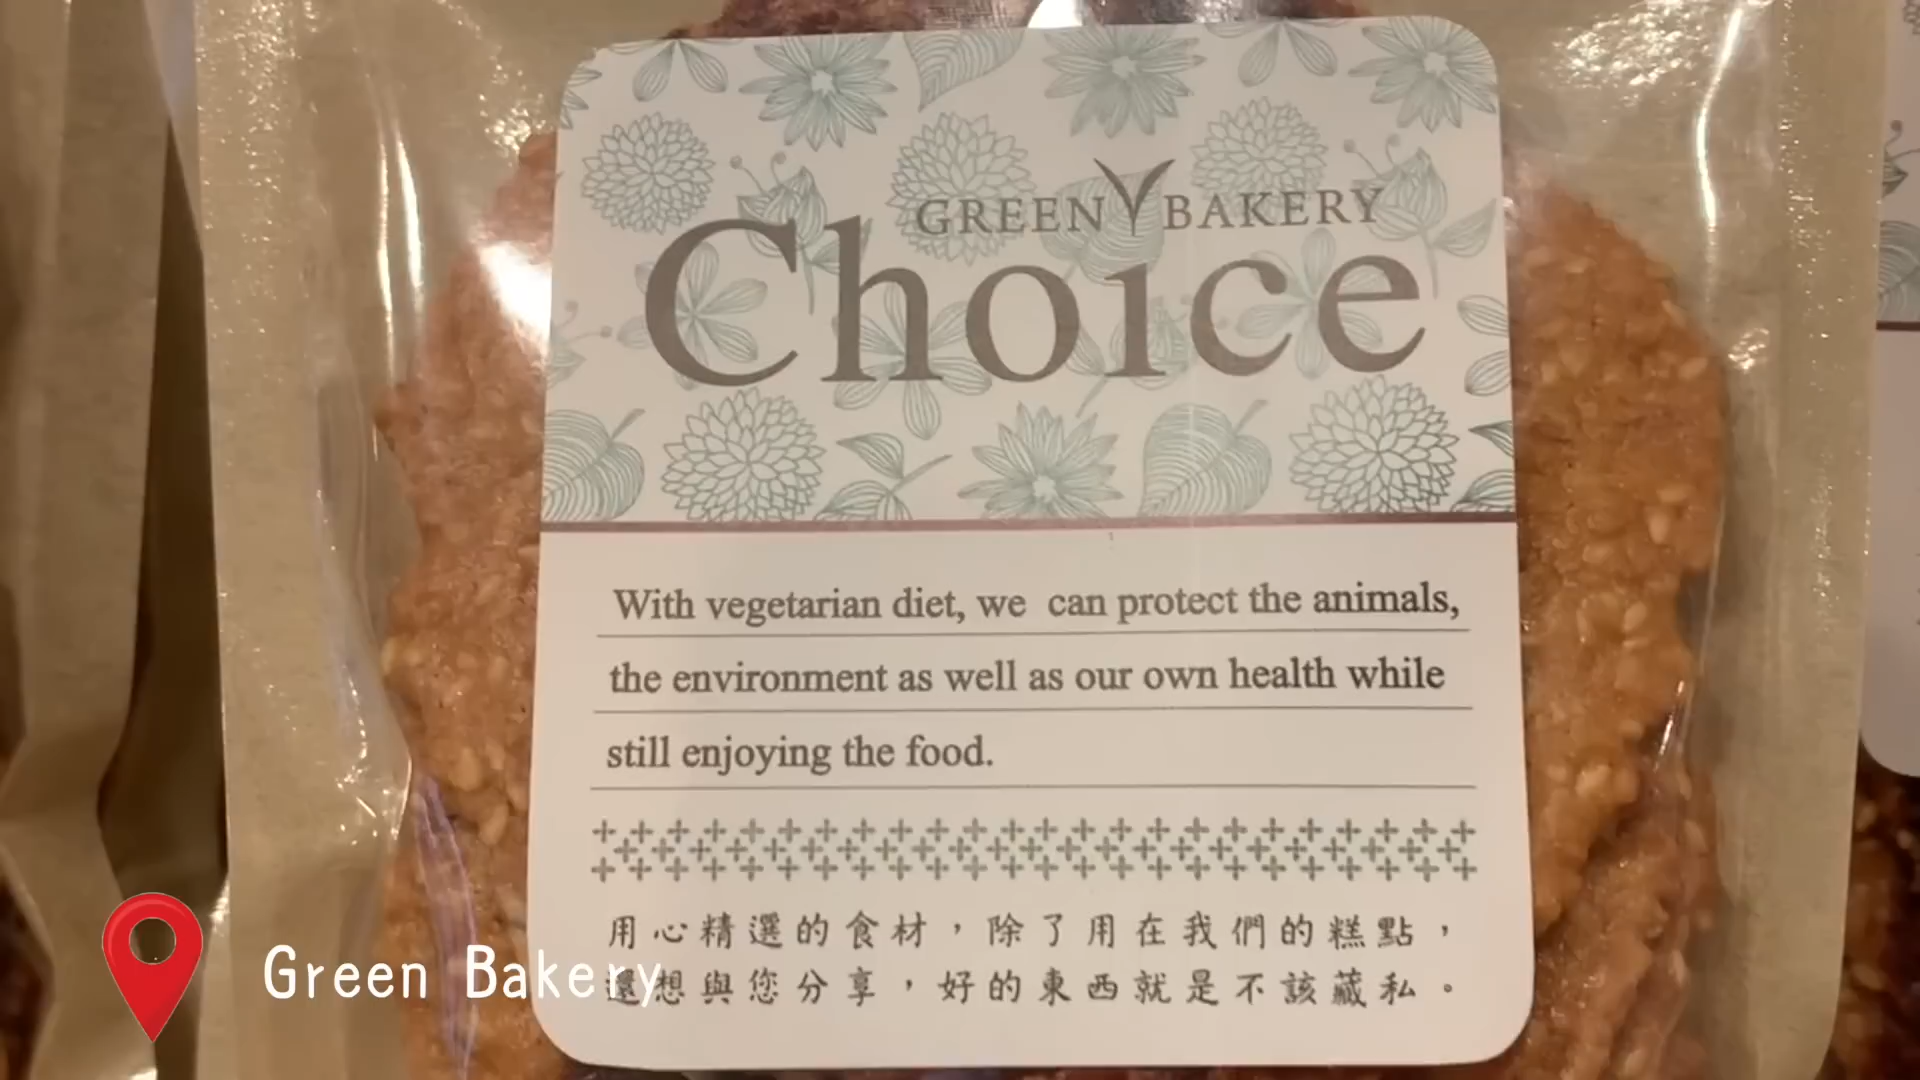 GREEN BAKERY
Choice
With vegetarian diet, we can protect the animals,
the environment as well as our own health while
still enjoying the food.
用心精選的食材，除了用在我們的糕點，
還想與您分享，好的東西就是不該藏私。
Green Bakery